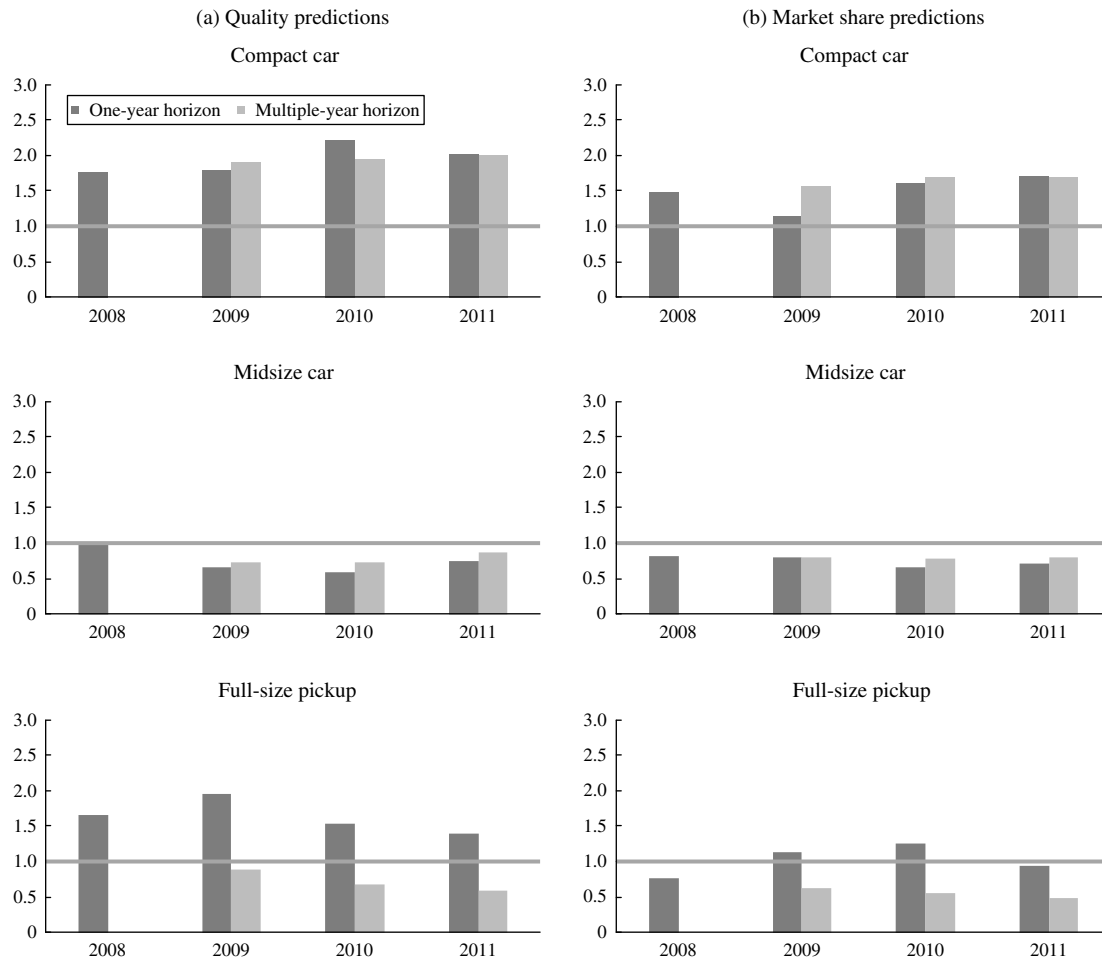 (a) Quality predictions
Compact car
3.0
2.5
2.0
1.5
1.0
0.5
0
One-year horizon Multiple-year horizon
2008 2009 2010 2011
Midsize car
3.0
2.5
2.0
1.5
1.0
0.5
0
2008 2009 2010 2011
Full-size pickup
3.0
2.5
2.0
1.5
1.0
0.5
0
2008 2009 2010 2011
(b) Market share predictions
Compact car
3.0
2.5
2.0
1.5
1.0
0.5
0
2008 2009 2010 2011
Midsize car
3.0
2.5
2.0
1.5
1.0
0.5
0
2008 2009 2010 2011
Full-size pickup
3.0
2.5
2.0
1.5
1.0
0.5
0
2008 2009 2010 2011